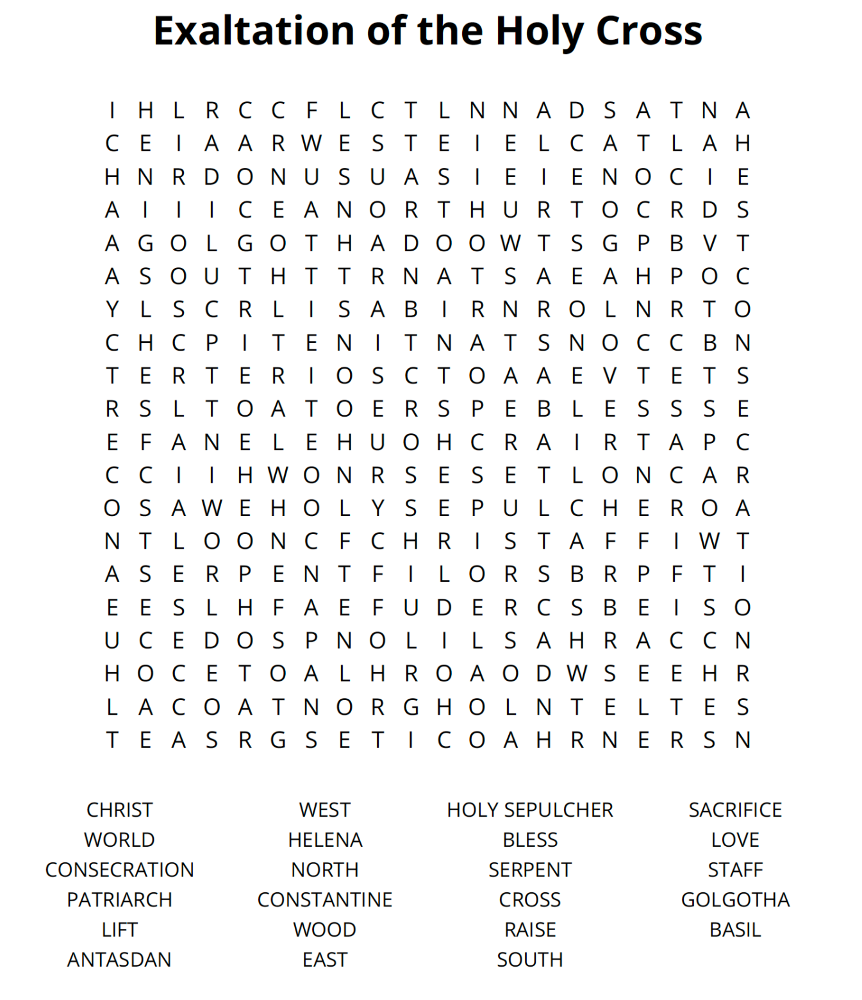 Exaltation of the Holy Cross
I H L R C C F L C T L N N A D S A T N A
C E I A A R W E S T E I E L C A T L A H
H N R D O N U S U A S I E I E N O C I E
A I I I C E A N O R T H U R T O C R D S
A G O L G O T H A D O O W T S G P B V T
A S O U T H T T R N A T S A E A H P O C
Y L S C R L I S A B I R N R O L N R T O
C H C P I T E N I T N A T S N O C C B N
T E R T E R I O S C T O A A E V T E T S
R S L T O A T O E R S P E B L E S S S E
E F A N E L E H U O H C R A I R T A P C
C C I I H W O N R S E S E T L O N C A R
O S A W E H O L Y S E P U L C H E R O A
N T L O O N C F C H R I S T A F F I W T
A S E R P E N T F I L O R S B R P F T I
E E S L H F A E F U D E R C S B E I S O
U C E D O S P N O L I L S A H R A C C N
H O C E T O A L H R O A O D W S E E H R
L A C O A T N O R G H O L N T E L T E S
T E A S R G S E T I C O A H R N E R S N
CHRIST WEST HOLY SEPULCHER SACRIFICE
WORLD HELENA BLESS LOVE
CONSECRATION NORTH SERPENT STAFF
PATRIARCH CONSTANTINE CROSS GOLGOTHA
LIFT WOOD RAISE BASIL
ANTASDAN EAST SOUTH